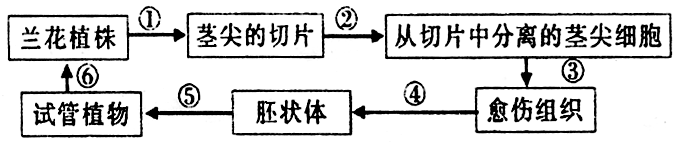 兰花植株 ① 茎尖的切片 ② 从切片中分离的茎尖细胞
⑥ ③
试管植物 ⑤ 胚状体 ④ 愈伤组织